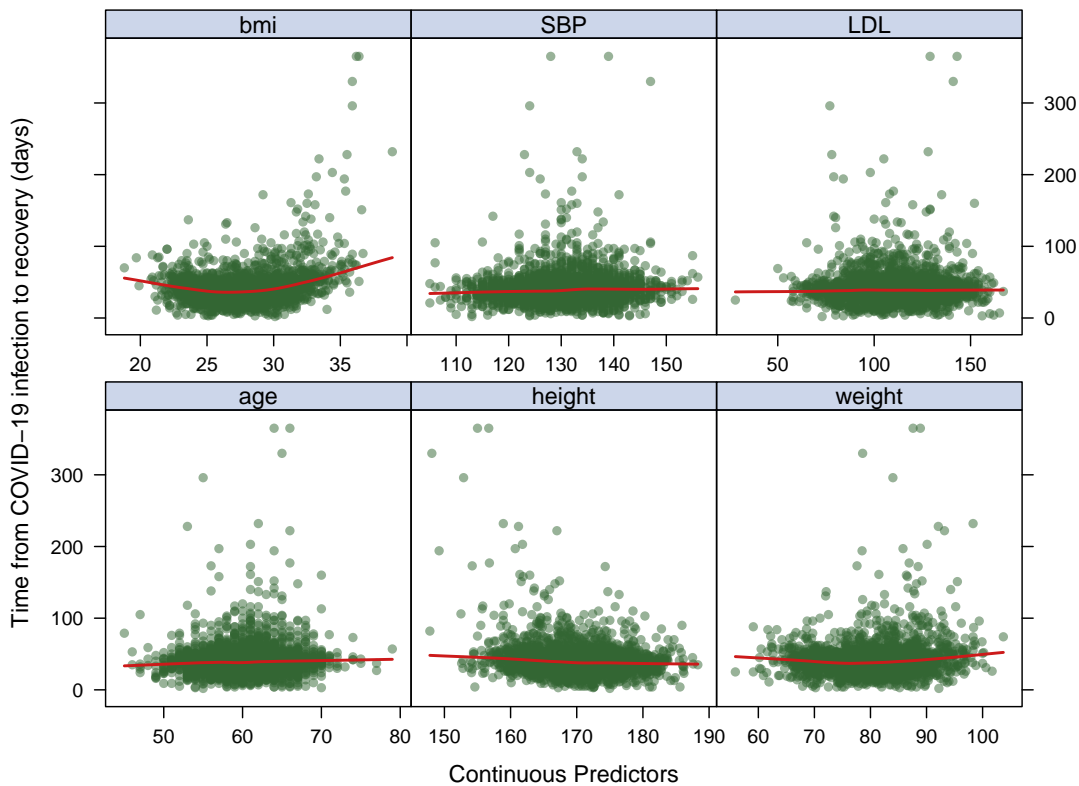 bmi SBP LDL
300
200
100
0
20 25 30 35 110 120 130 140 150 50 100 150
age height weight
300
200
100
0
50 60 70 80 150 160 170 180 190 60 70 80 90 100
Time from COVID−19 infection to recovery (days)
Continuous Predictors